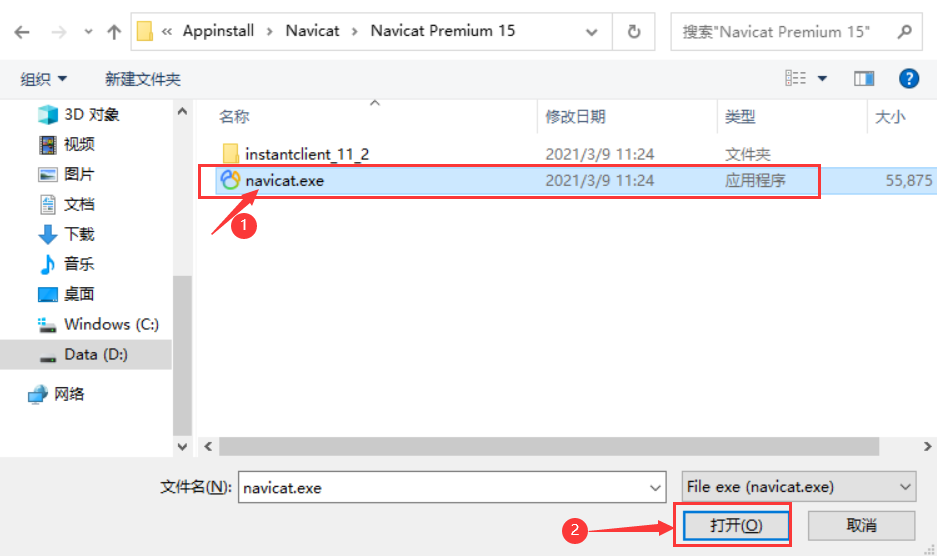 « Appinstall › Navicat › Navicat Premium 15
搜索"Navicat Premium 15"
组织
新建文件夹
?
3D 对象
视频
图片
文档
下载
音乐
桌面
Windows (C:)
Data (D:)
网络
名称 修改日期 类型 大小
instantclient_11_2 2021/3/9 11:24 文件夹
navicat.exe 2021/3/9 11:24 应用程序 55,875
1
文件名(N): navicat.exe File exe (navicat.exe)
2
打开(O) 取消